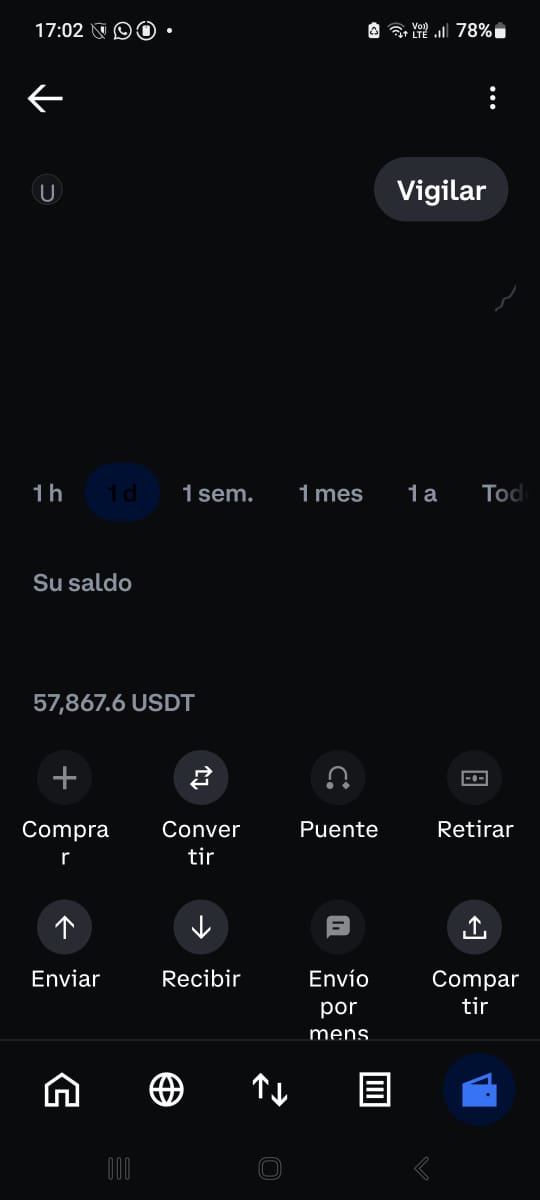 17:02
Vo))
LTE
78%
U
Vigilar
1 h
1 d
1 sem.
1 mes
1 a
Tod
Su saldo
57,867.6 USDT
Compra
r
Conver
tir
Puente
Retirar
Enviar
Recibir
Envío
por
mens
Compar
tir